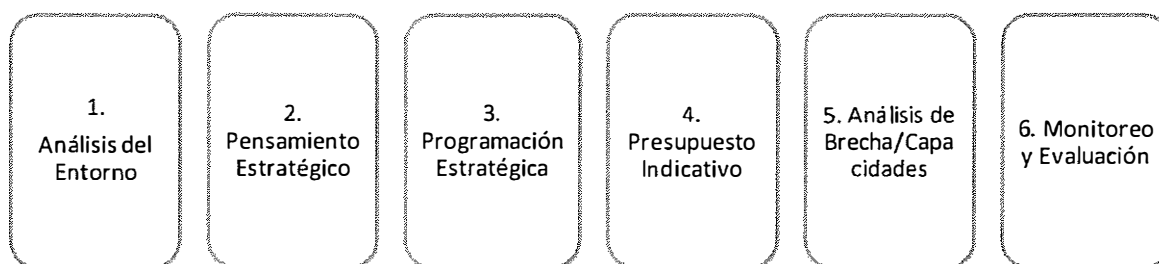 1.
Análisis del
Entorno
2.
Pensamiento
Estratégico
3.
Programación
Estratégica
4.
Presupuesto
Indicativo
5. Análisis de
Brecha/Capa
cidades
6. Monitoreo
y Evaluación